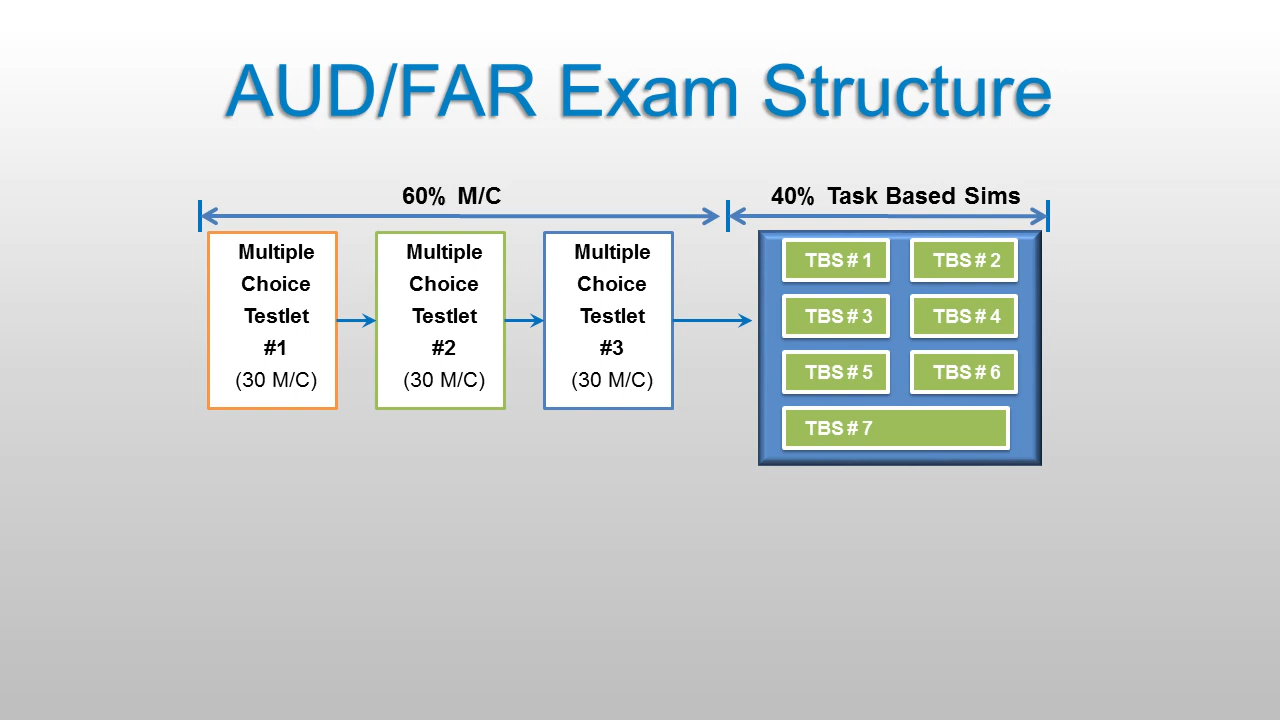 AUD/FAR Exam Structure
60% M/C
40% Task Based Sims
Multiple
Choice
Testlet
#1
(30 M/C)
Multiple
Choice
Testlet
#2
(30 M/C)
Multiple
Choice
Testlet
#3
(30 M/C)
TBS # 1
TBS # 2
TBS # 3
TBS # 4
TBS # 5
TBS # 6
TBS # 7